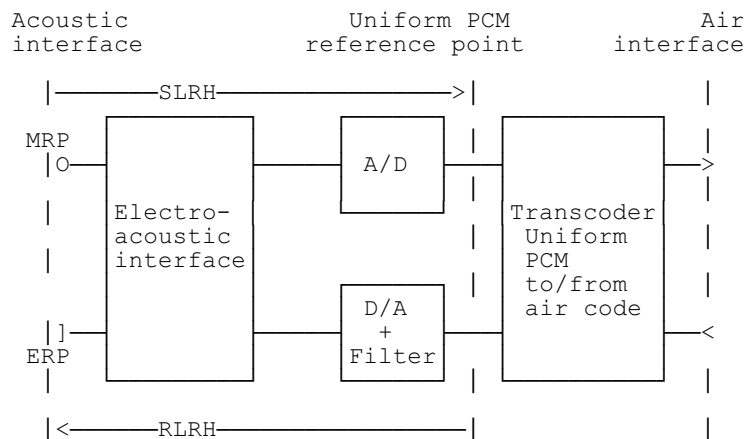 Acoustic Uniform PCM Air
interface reference point interface
SLRH
MRP
O A/D
Electro- Transcoder
acoustic Uniform
interface PCM
to/from
D/A air code
] +
ERP Filter
RLRH